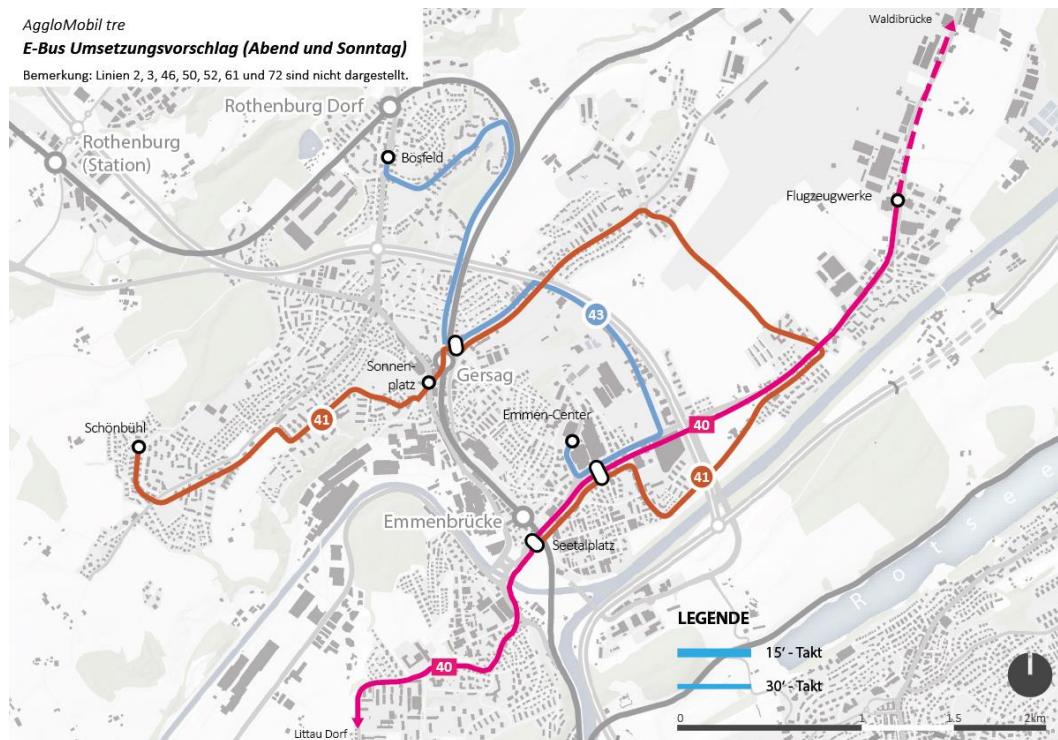 AggloMobil tre
E-Bus Umsetzungsvorschlag (Abend und Sonntag)
Bemerkung: Linien 2, 3, 46, 50, 52, 61 und 72 sind nicht dargestellt.
Waldibrücke
Rothenburg Dorf
Rothenburg
(Station)
Bösfeld
Flugzeugwerke
43
Sonnen-
platz
Gersag
Emmen-Center
40
Schönbühl
41
41
Emmenbrücke
Seetalplatz
Rotsee
LEGENDE
15' - Takt
40
30' - Takt
Littau Dorf
0
1
1.5
2km